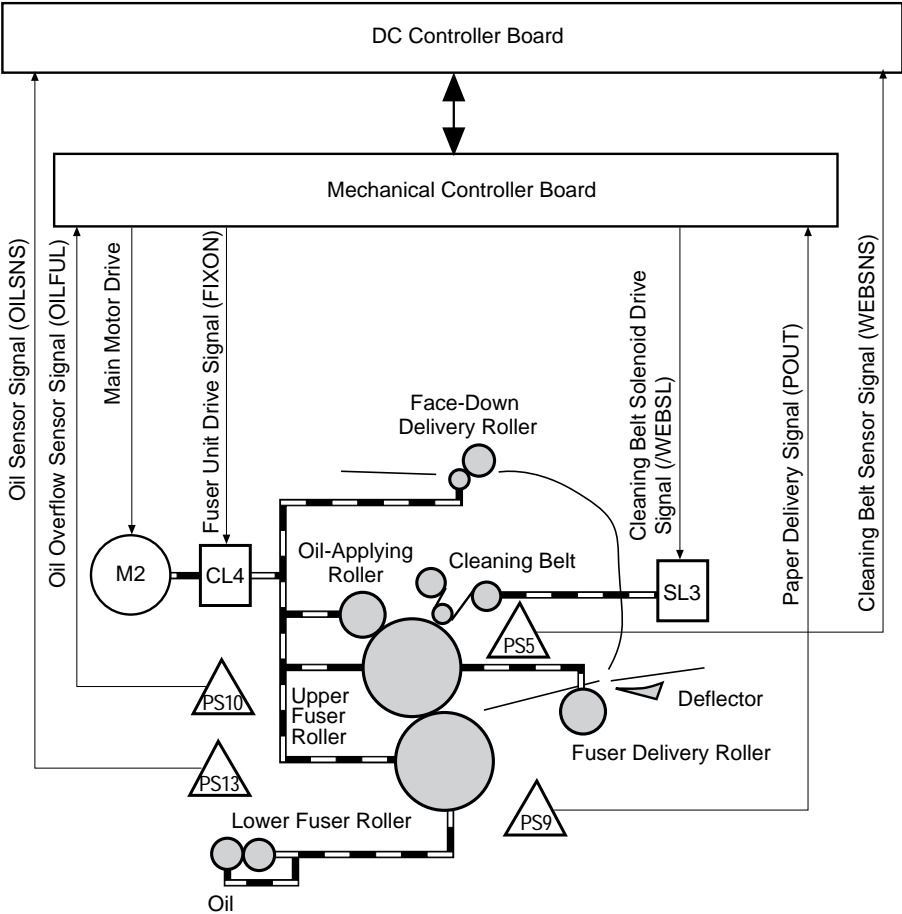 DC Controller Board
Mechanical Controller Board
Oil Sensor Signal (OILSNS)
Oil Overflow Sensor Signal (OILFUL)
Main Motor Drive
Fuser Unit Drive Signal (FIXON)
Cleaning Belt Solenoid Drive
Signal (/WEBSL)
Paper Delivery Signal (POUT)
Cleaning Belt Sensor Signal (WEBSNS)
Face-Down
Delivery Roller
M2
CL4
Oil-Applying
Roller
Cleaning Belt
SL3
PS5
PS10
Upper
Fuser
Roller
Deflector
Fuser Delivery Roller
PS13
PS9
Lower Fuser Roller
Oil